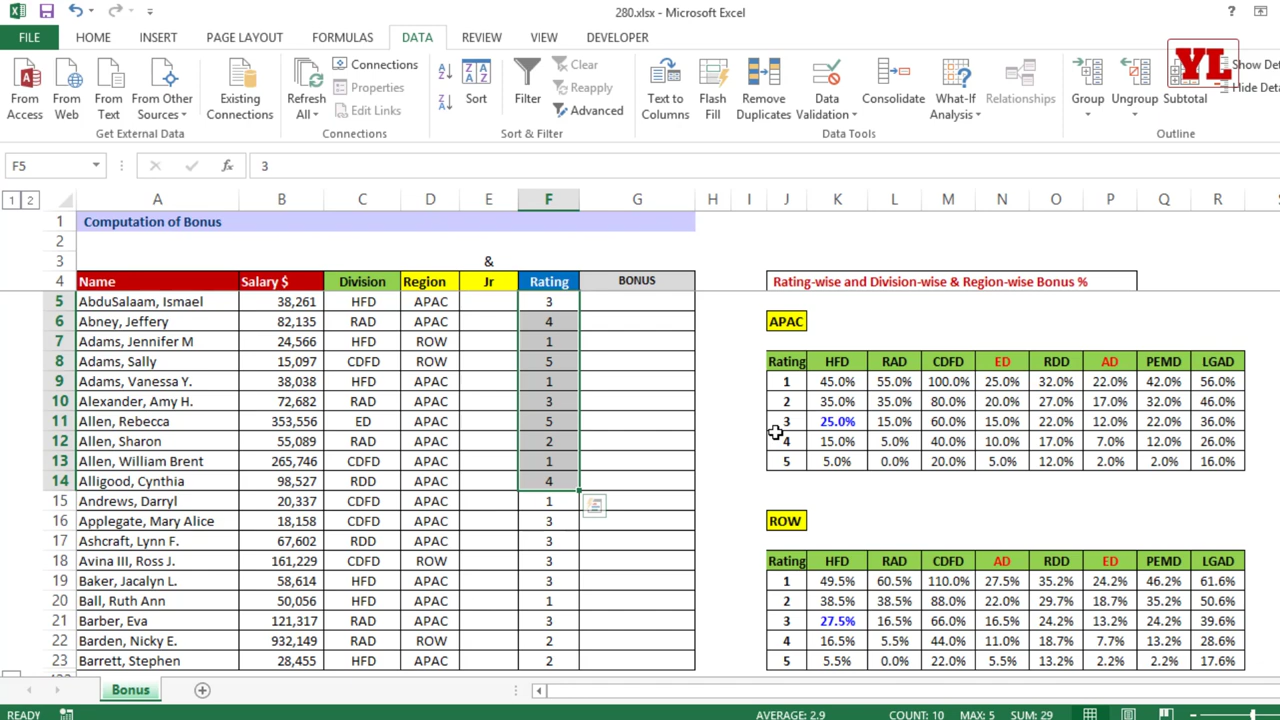 280.xlsx - Microsoft Excel
FILE HOME INSERT PAGE LAYOUT FORMULAS DATA REVIEW VIEW DEVELOPER
YL
From Access
From Web
From Text
From Other Sources
Existing Connections
Refresh All
Connections
Properties
Edit Links
Sort
Filter
Clear
Reapply
Advanced
Text to Columns
Flash Fill
Remove Duplicates
Data Validation
Consolidate
What-If Analysis
Relationships
Group
Ungroup
Subtotal
Show De
Hide Deta
Get External Data Connections Sort & Filter Data Tools Outline
F5 fx 3
1 2
A B C D E F G H I J K L M N O P Q R
1 Computation of Bonus
2
3 &
4 Name Salary $ Division Region Jr Rating BONUS Rating-wise and Division-wise & Region-wise Bonus %
5 AbduSalaam, Ismael 38,261 HFD APAC 3
6 Abney, Jeffery 82,135 RAD APAC 4 APAC
7 Adams, Jennifer M 24,566 HFD ROW 1
8 Adams, Sally 15,097 CDFD ROW 5 Rating HFD RAD CDFD ED RDD AD PEMD LGAD
9 Adams, Vanessa Y. 38,038 HFD APAC 1 1 45.0% 55.0% 100.0% 25.0% 32.0% 22.0% 42.0% 56.0%
10 Alexander, Amy H. 72,682 RAD APAC 3 2 35.0% 35.0% 80.0% 20.0% 27.0% 17.0% 32.0% 46.0%
11 Allen, Rebecca 353,556 ED APAC 5 3 25.0% 15.0% 60.0% 15.0% 22.0% 12.0% 22.0% 36.0%
12 Allen, Sharon 55,089 RAD APAC 2 4 15.0% 5.0% 40.0% 10.0% 17.0% 7.0% 12.0% 26.0%
13 Allen, William Brent 265,746 CDFD APAC 1 5 5.0% 0.0% 20.0% 5.0% 12.0% 2.0% 2.0% 16.0%
14 Alligood, Cynthia 98,527 RDD APAC 4
15 Andrews, Darryl 20,337 CDFD APAC 1
16 Applegate, Mary Alice 18,158 CDFD APAC 3 ROW
17 Ashcraft, Lynn F. 67,602 RDD APAC 3
18 Avina III, Ross J. 161,229 CDFD ROW 3 Rating HFD RAD CDFD AD RDD ED PEMD LGAD
19 Baker, Jacalyn L. 58,614 HFD APAC 3 1 49.5% 60.5% 110.0% 27.5% 35.2% 24.2% 46.2% 61.6%
20 Ball, Ruth Ann 50,056 HFD APAC 1 2 38.5% 38.5% 88.0% 22.0% 29.7% 18.7% 35.2% 50.6%
21 Barber, Eva 121,317 RAD APAC 3 3 27.5% 16.5% 66.0% 16.5% 24.2% 13.2% 24.2% 39.6%
22 Barden, Nicky E. 932,149 RAD ROW 2 4 16.5% 5.5% 44.0% 11.0% 18.7% 7.7% 13.2% 28.6%
23 Barrett, Stephen 28,455 HFD APAC 2 5 5.5% 0.0% 22.0% 5.5% 13.2% 2.2% 2.2% 17.6%
Bonus
READY AVERAGE: 2.9 COUNT: 10 MAX: 5 SUM: 29